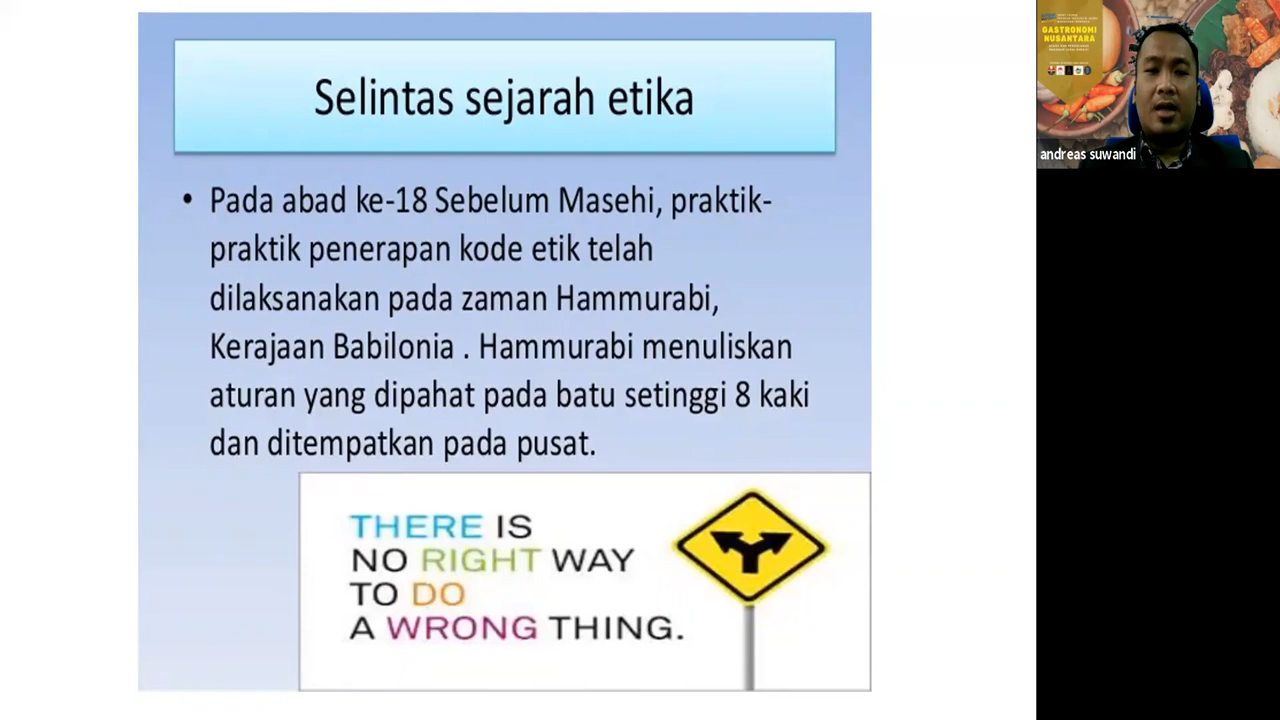 Selintas sejarah etika
• Pada abad ke-18 Sebelum Masehi, praktik-
praktik penerapan kode etik telah
dilaksanakan pada zaman Hammurabi,
Kerajaan Babilonia . Hammurabi menuliskan
aturan yang dipahat pada batu setinggi 8 kaki
dan ditempatkan pada pusat.
THERE IS
NO RIGHT WAY
TO DO
A WRONG THING.
GASTRONOMI
NUSANTARA
andreas suwandi